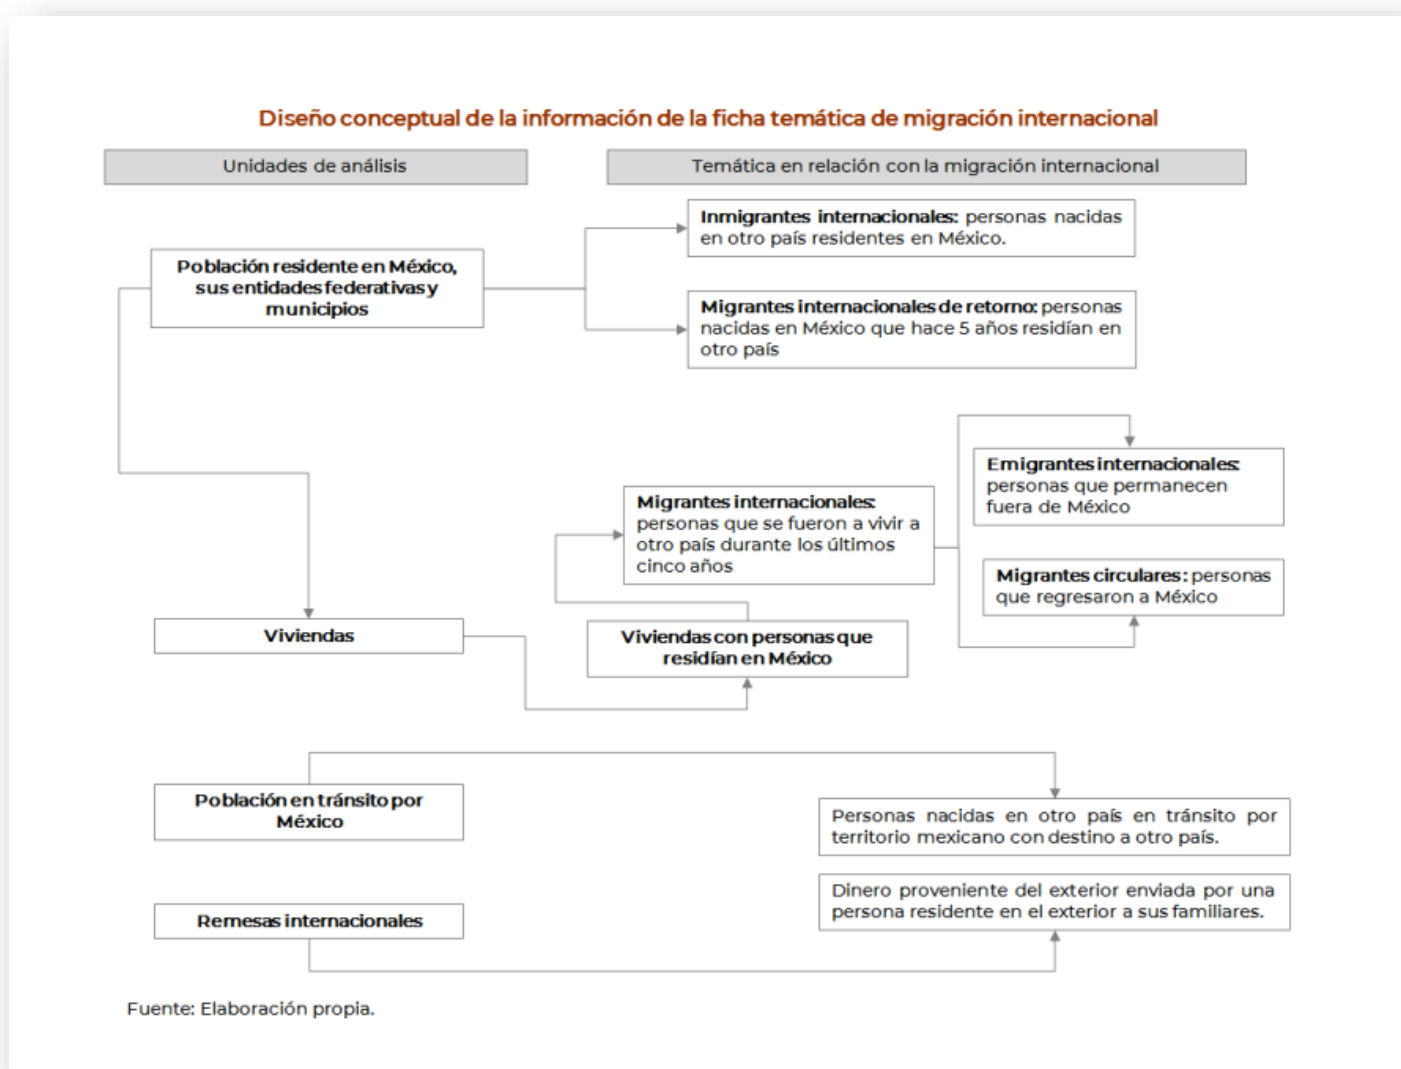 Diseño conceptual de la información de la ficha temática de migración internacional
Unidades de análisis
Temática en relación con la migración internacional
Inmigrantes internacionales: personas nacidas
en otro país residentes en México.
Población residente en México,
sus entidades federativas y
municipios
Migrantes internacionales de retorno: personas
nacidas en México que hace 5 años residían en
otro país
Emigrantes internacionales:
personas que permanecen
fuera de México
Migrantes internacionales:
personas que se fueron a vivir a
otro país durante los últimos
cinco años
Migrantes circulares: personas
que regresaron a México
Viviendas
Viviendas con personas que
residían en México
Población en tránsito por
México
Personas nacidas en otro país en tránsito por
territorio mexicano con destino a otro país.
Remesas internacionales
Dinero proveniente del exterior enviada por una
persona residente en el exterior a sus familiares.
Fuente: Elaboración propia.